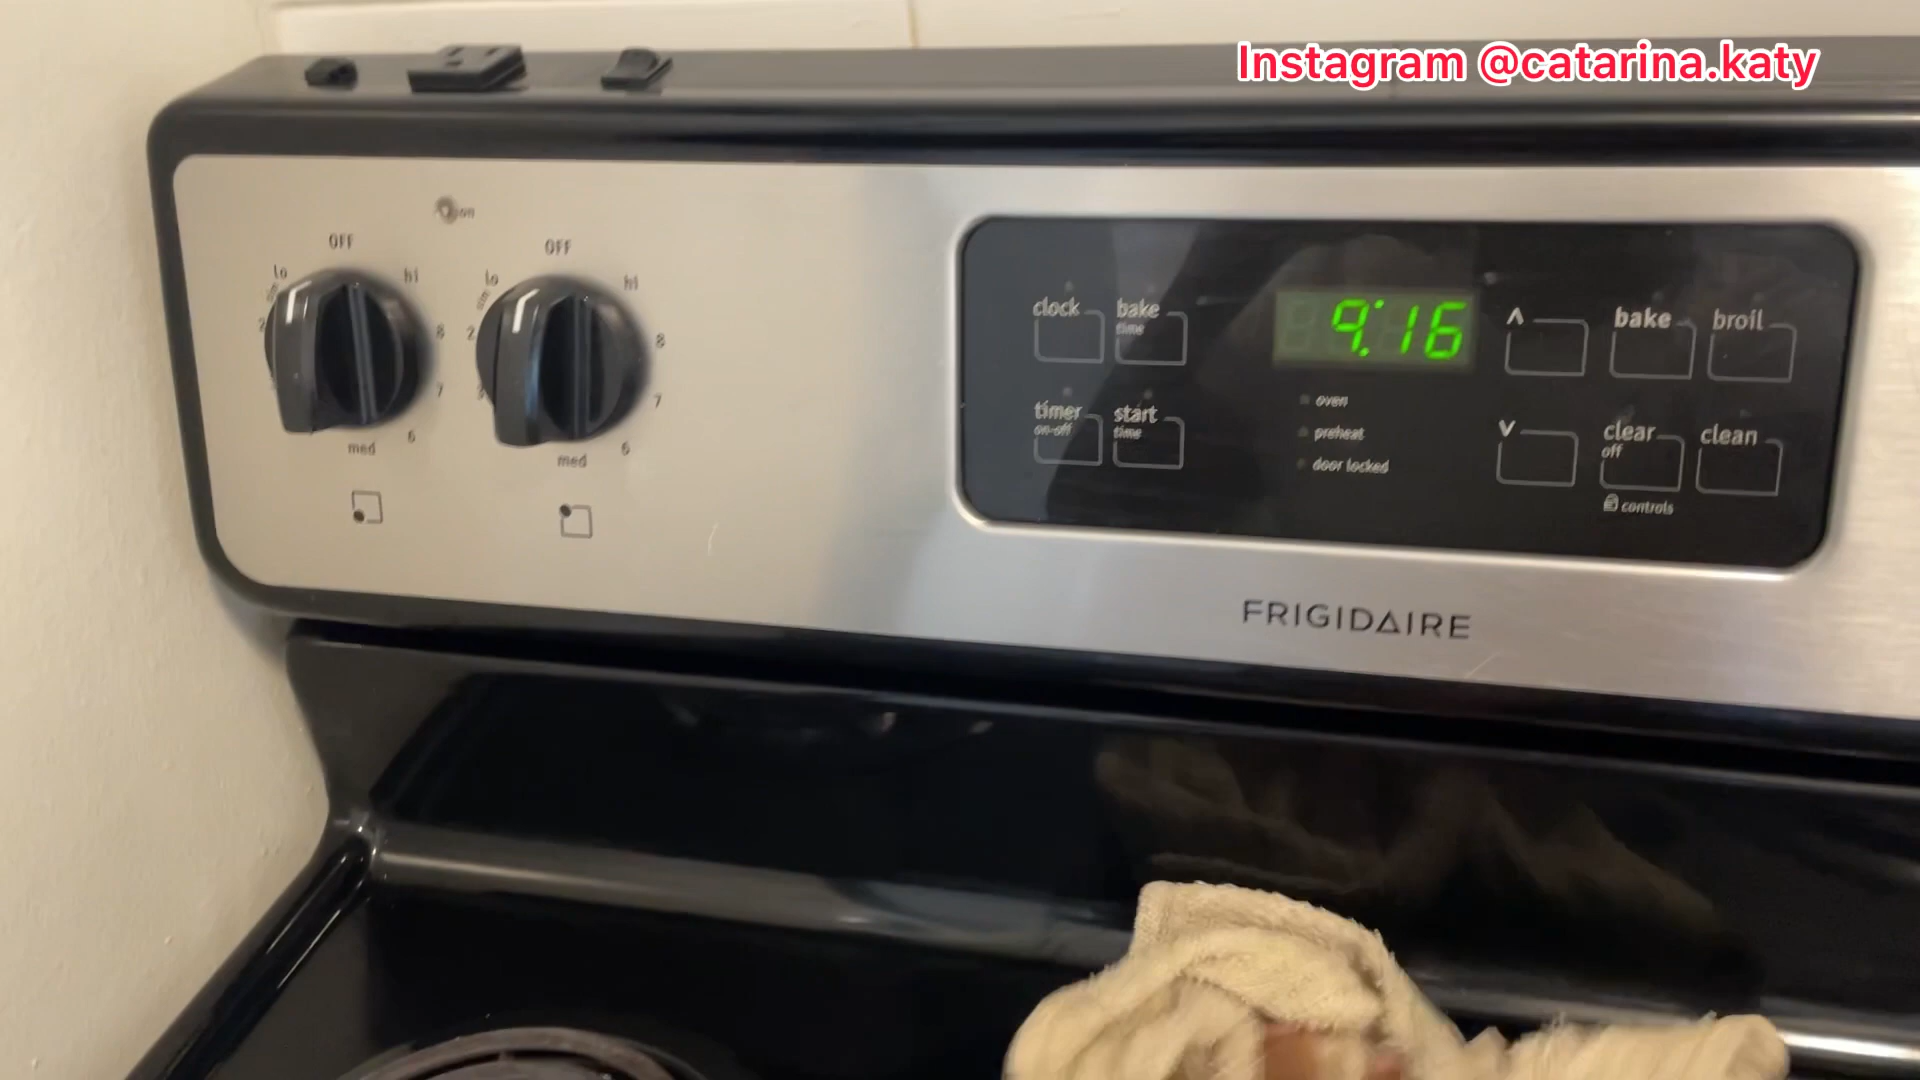 Instagram @catarina.katy
on
OFF
lo
hi
2
8
7
6
med
OFF
lo
hi
2
8
3
7
6
med
clock
bake
time
9:16
^
bake
broil
timer
on-off
start
time
oven
preheat
door locked
v
clear
off
clean
controls
FRIGIDAIRE